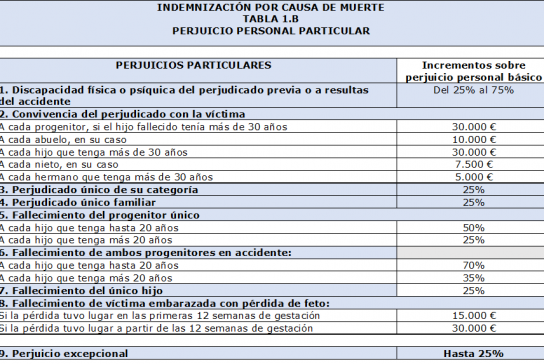 INDEMNIZACIÓN POR CAUSA DE MUERTE
TABLA 1.B
PERJUICIO PERSONAL PARTICULAR
PERJUICIOS PARTICULARES Incrementos sobre
perjuicio personal básico
1. Discapacidad física o psíquica del perjudicado previa o a resultas Del 25% al 75%
del accidente
2. Convivencia del perjudicado con la víctima
A cada progenitor, si el hijo fallecido tenía más de 30 años 30.000 €
A cada abuelo, en su caso 10.000 €
A cada hijo que tenga más de 30 años 30.000 €
A cada nieto, en su caso 7.500 €
A cada hermano que tenga más de 30 años 5.000 €
3. Perjudicado único de su categoría 25%
4. Perjudicado único familiar 25%
5. Fallecimiento del progenitor único
A cada hijo que tenga hasta 20 años 50%
A cada hijo que tenga más 20 años 25%
6. Fallecimiento de ambos progenitores en accidente:
A cada hijo que tenga hasta 20 años 70%
A cada hijo que tenga más 20 años 35%
7. Fallecimiento del único hijo 25%
8. Fallecimiento de víctima embarazada con pérdida de feto:
Si la pérdida tuvo lugar en las primeras 12 semanas de gestación 15.000 €
Si la pérdida tuvo lugar a partir de las 12 semanas de gestación 30.000 €
9. Perjuicio excepcional Hasta 25%